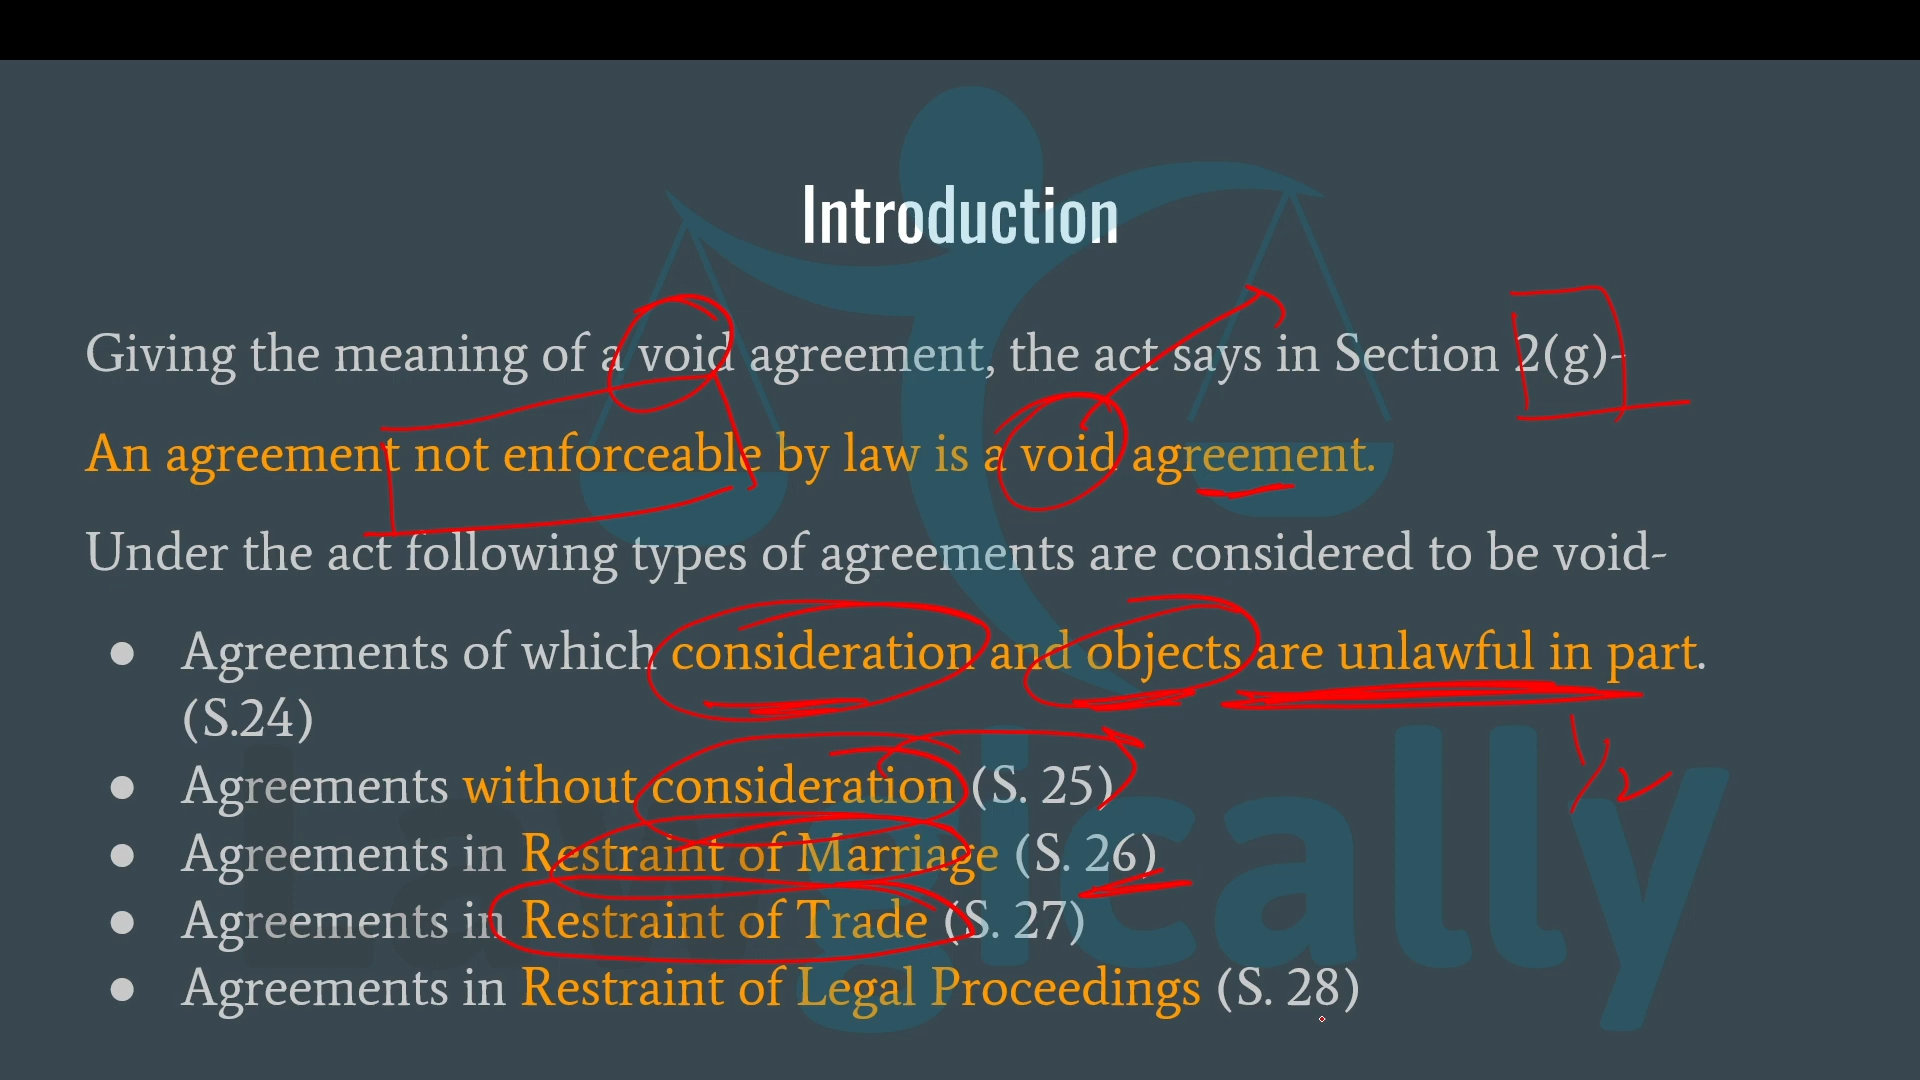 Introduction
Giving the meaning of a void agreement, the act says in Section 2(g)-
An agreement not enforceable by law is a void agreement.
Under the act following types of agreements are considered to be void-
● Agreements of which consideration and objects are unlawful in part.
(S.24)
● Agreements without consideration (S. 25)
● Agreements in Restraint of Marriage (S. 26)
● Agreements in Restraint of Trade (S. 27)
● Agreements in Restraint of Legal Proceedings (S. 28)
Lawgically